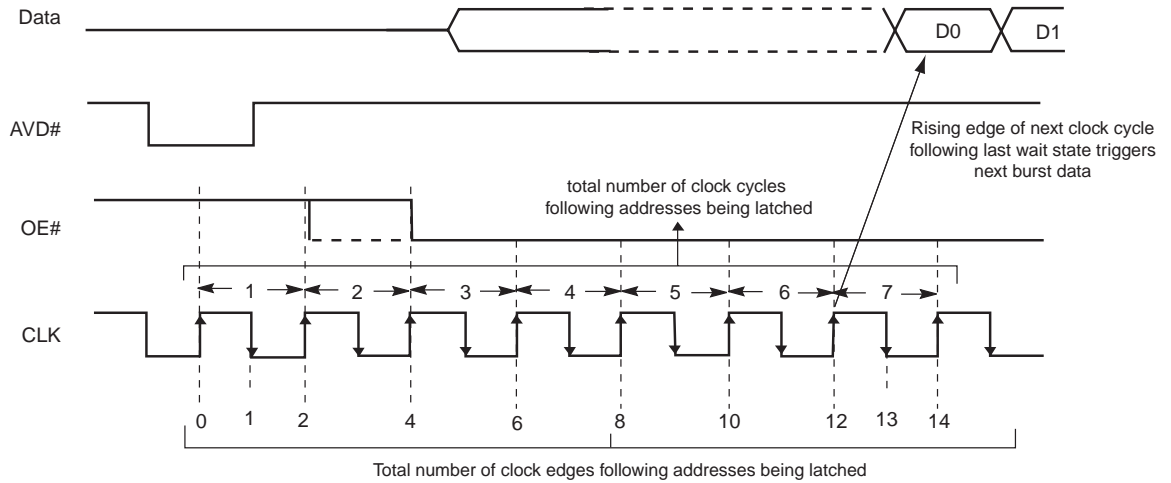 Data
D0
D1
AVD#
Rising edge of next clock cycle
following last wait state triggers
next burst data
total number of clock cycles
following addresses being latched
OE#
1
2
3
4
5
6
7
CLK
0
1
2
4
6
8
10
12
13
14
Total number of clock edges following addresses being latched